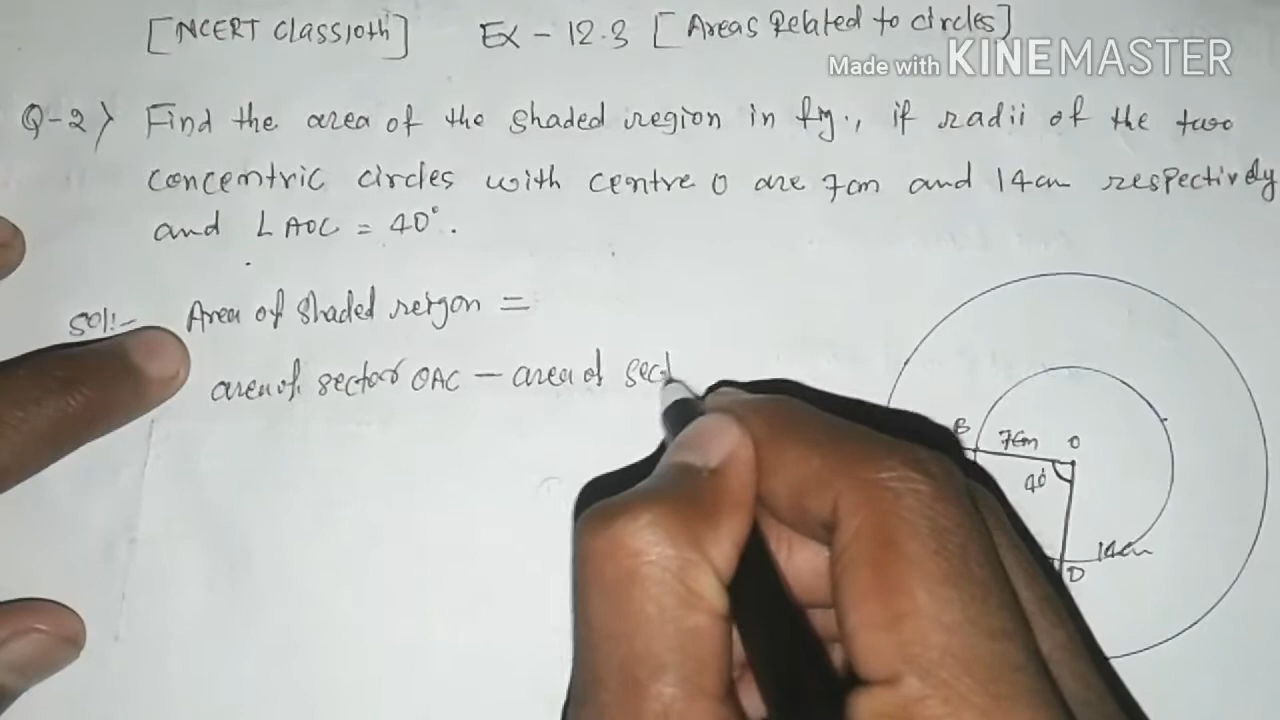 [NCERT Class10th] Ex - 12.3 [Areas Related to circles]
Made with KINEMASTER
Q-2) Find the area of the shaded region in fig., if radii of the two
concentric circles with centre O are 7cm and 14cm respectively
and ∠AOC = 40°.
Sol:- Area of shaded reigon =
area of sector OAC - area of sect
B 7cm O
40°
14cm
D